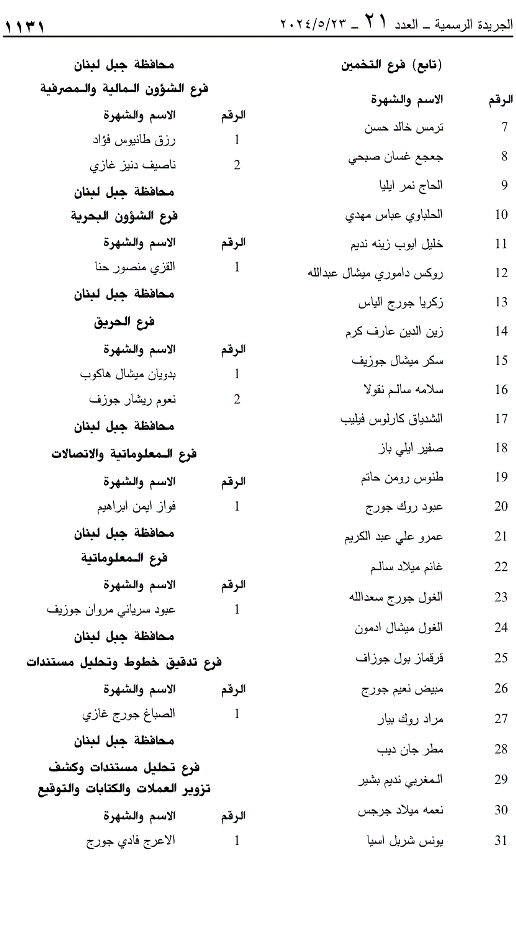 الجريدة الرسمية ــ العدد ٢١ ــ ٢٠٢٤/٥/٢٣
١١٣١
(تابع) فرع التخمين
الرقم الاسم والشهرة
7 ترمس خالد حسن
8 جعجع غسان صبحي
9 الحاج نمر ايليا
10 الحلباوي عباس مهدي
11 خليل ايوب زينه نديم
12 روكس داموري ميشال عبدالله
13 زكريا جورج الياس
14 زين الدين عارف كرم
15 سكر ميشال جوزيف
16 سلامه سالم نقولا
17 الشدياق كارلوس فيليب
18 صفير ايلي باز
19 طنوس رومن حاتم
20 عبود روك جورج
21 عمرو علي عبد الكريم
22 غانم ميلاد سالم
23 الغول جورج سعدالله
24 الغول ميشال ادمون
25 قرقماز بول جوزاف
26 مبيض نعيم جورج
27 مراد روك بيار
28 مطر جان ديب
29 المغربي نديم بشير
30 نعمه ميلاد جرجس
31 يونس شربل اسيا
محافظة جبل لبنان
فرع الشؤون المالية والمصرفية
الرقم الاسم والشهرة
1 رزق طانيوس فؤاد
2 ناصيف دنيز غازي
محافظة جبل لبنان
فرع الشؤون البحرية
الرقم الاسم والشهرة
1 القزي منصور حنا
محافظة جبل لبنان
فرع الحريق
الرقم الاسم والشهرة
1 بدويان ميشال هاكوب
2 نعوم ريشار جوزف
محافظة جبل لبنان
فرع المعلوماتية والاتصالات
الرقم الاسم والشهرة
1 فواز ايمن ابراهيم
محافظة جبل لبنان
فرع المعلوماتية
الرقم الاسم والشهرة
1 عبود سرياني مروان جوزيف
محافظة جبل لبنان
فرع تدقيق خطوط وتحليل مستندات
الرقم الاسم والشهرة
1 الصباغ جورج غازي
محافظة جبل لبنان
فرع تحليل مستندات وكشف
تزوير العملات والكتابات والتوقيع
الرقم الاسم والشهرة
1 الاعرج فادي جورج